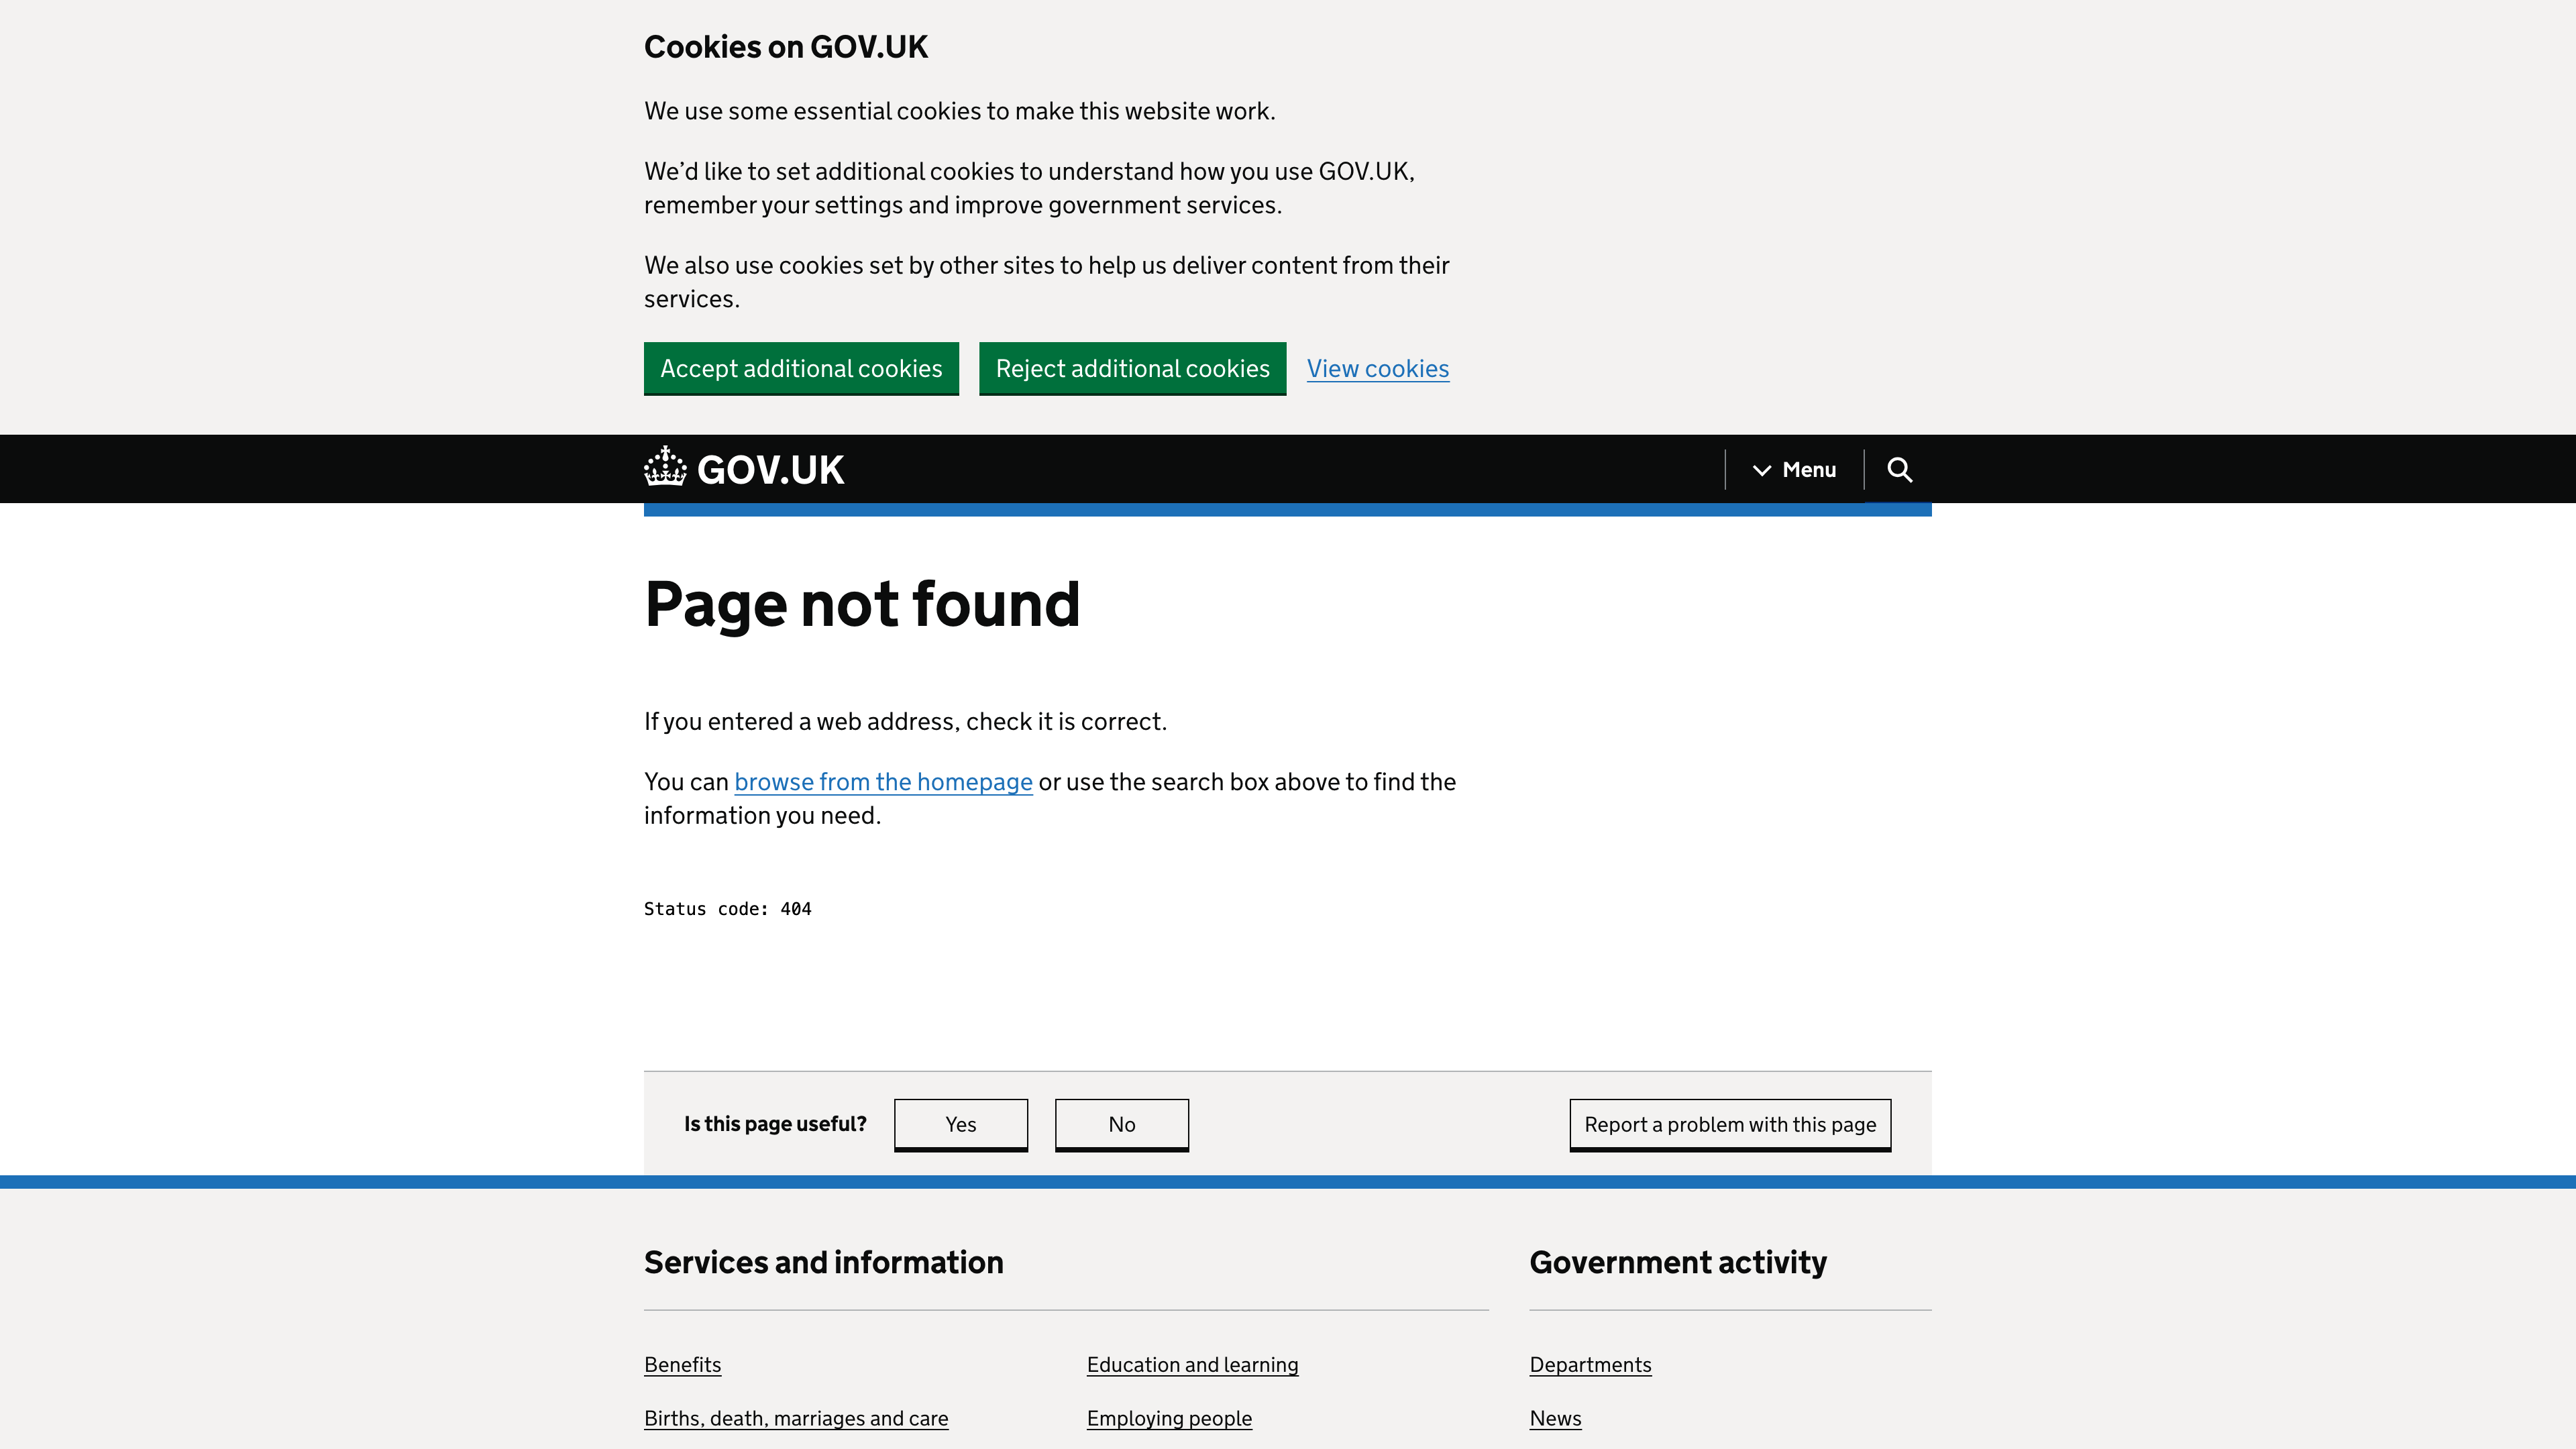 Cookies on GOV.UK
We use some essential cookies to make this website work.
We’d like to set additional cookies to understand how you use GOV.UK,
remember your settings and improve government services.
We also use cookies set by other sites to help us deliver content from their
services.
Accept additional cookies
Reject additional cookies
View cookies
GOV.UK
Menu
Page not found
If you entered a web address, check it is correct.
You can browse from the homepage or use the search box above to find the
information you need.
Status code: 404
Is this page useful?
Yes
No
Report a problem with this page
Services and information
Government activity
Benefits
Education and learning
Departments
Births, death, marriages and care
Employing people
News